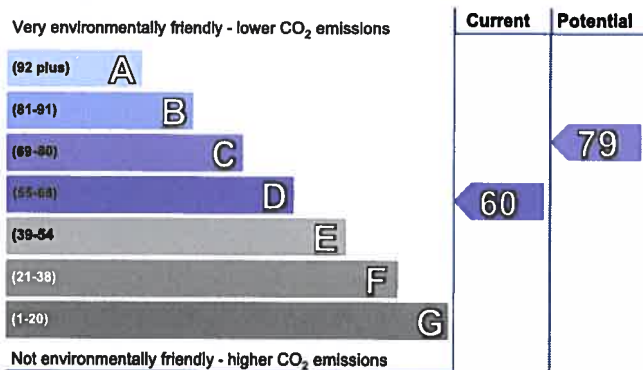 Very environmentally friendly - lower CO₂ emissions
Current
Potential
(92 plus) A
(81-91) B
(69-80) C
79
(55-68) D
60
(39-54 E
(21-38) F
(1-20) G
Not environmentally friendly - higher CO₂ emissions